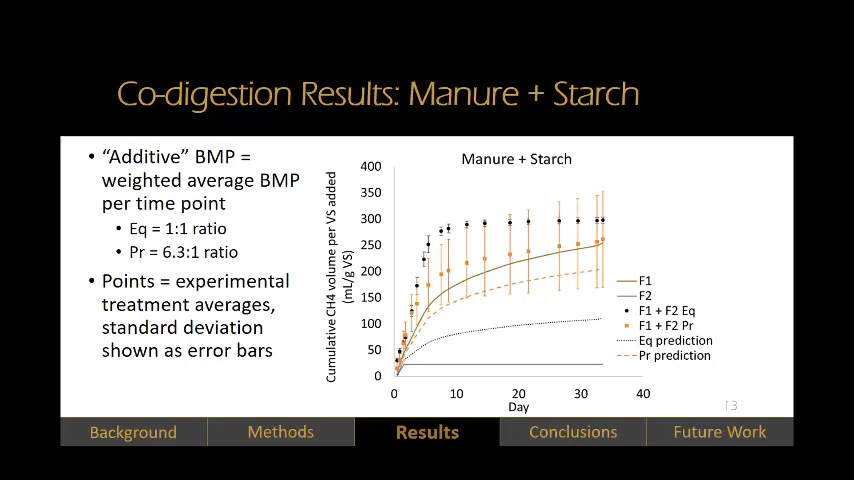 Co-digestion Results: Manure + Starch
• “Additive” BMP =
weighted average BMP
per time point
• Eq = 1:1 ratio
• Pr = 6.3:1 ratio
• Points = experimental
treatment averages,
standard deviation
shown as error bars
Manure + Starch
Cumulative CH4 volume per VS added
(mL/g VS)
400
350
300
250
200
150
100
50
0
0
10
20
30
40
Day
F1
F2
F1 + F2 Eq
F1 + F2 Pr
Eq prediction
Pr prediction
13
Background
Methods
Results
Conclusions
Future Work